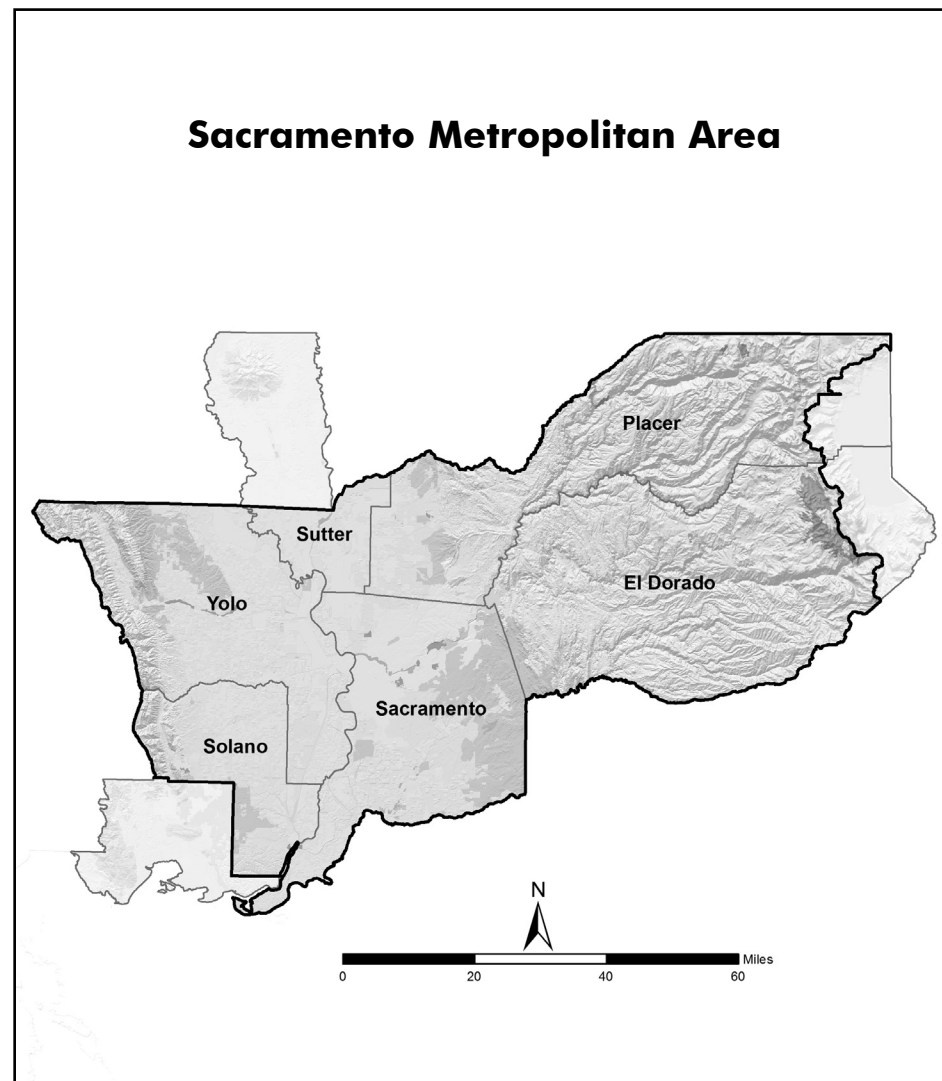 Sacramento Metropolitan Area
Placer
Sutter
El Dorado
Yolo
Sacramento
Solano
N
Miles
0 20 40 60